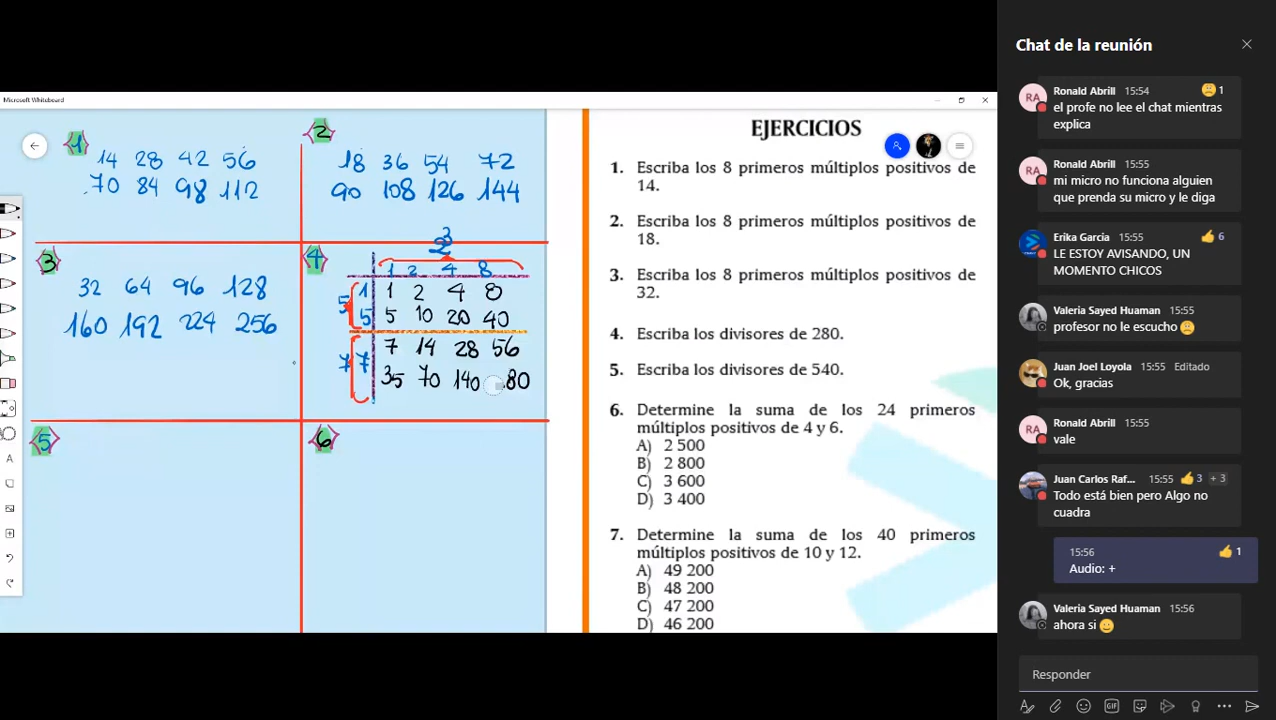 Microsoft Whiteboard
1
14 28 42 56
70 84 98 112
2
18 36 54 72
90 108 126 144
3
32 64 96 128
160 192 224 256
4
2³
1 2 4 8
5 1 1 2 4 8
5 5 10 20 40
7 7 7 14 28 56
35 70 140 80
5
6
EJERCICIOS
1. Escriba los 8 primeros múltiplos positivos de
14.
2. Escriba los 8 primeros múltiplos positivos de
18.
3. Escriba los 8 primeros múltiplos positivos de
32.
4. Escriba los divisores de 280.
5. Escriba los divisores de 540.
6. Determine la suma de los 24 primeros
múltiplos positivos de 4 y 6.
A) 2 500
B) 2 800
C) 3 600
D) 3 400
7. Determine la suma de los 40 primeros
múltiplos positivos de 10 y 12.
A) 49 200
B) 48 200
C) 47 200
D) 46 200
Chat de la reunión
RA Ronald Abrill 15:54 1
el profe no lee el chat mientras
explica
RA Ronald Abrill 15:55
mi micro no funciona alguien
que prenda su micro y le diga
Erika Garcia 15:55 6
LE ESTOY AVISANDO, UN
MOMENTO CHICOS
Valeria Sayed Huaman 15:55
profesor no le escucho
Juan Joel Loyola 15:55 Editado
Ok, gracias
RA Ronald Abrill 15:55
vale
Juan Carlos Raf... 15:55 3 + 3
Todo está bien pero Algo no
cuadra
15:56 1
Audio: +
Valeria Sayed Huaman 15:56
ahora si
Responder
GIF